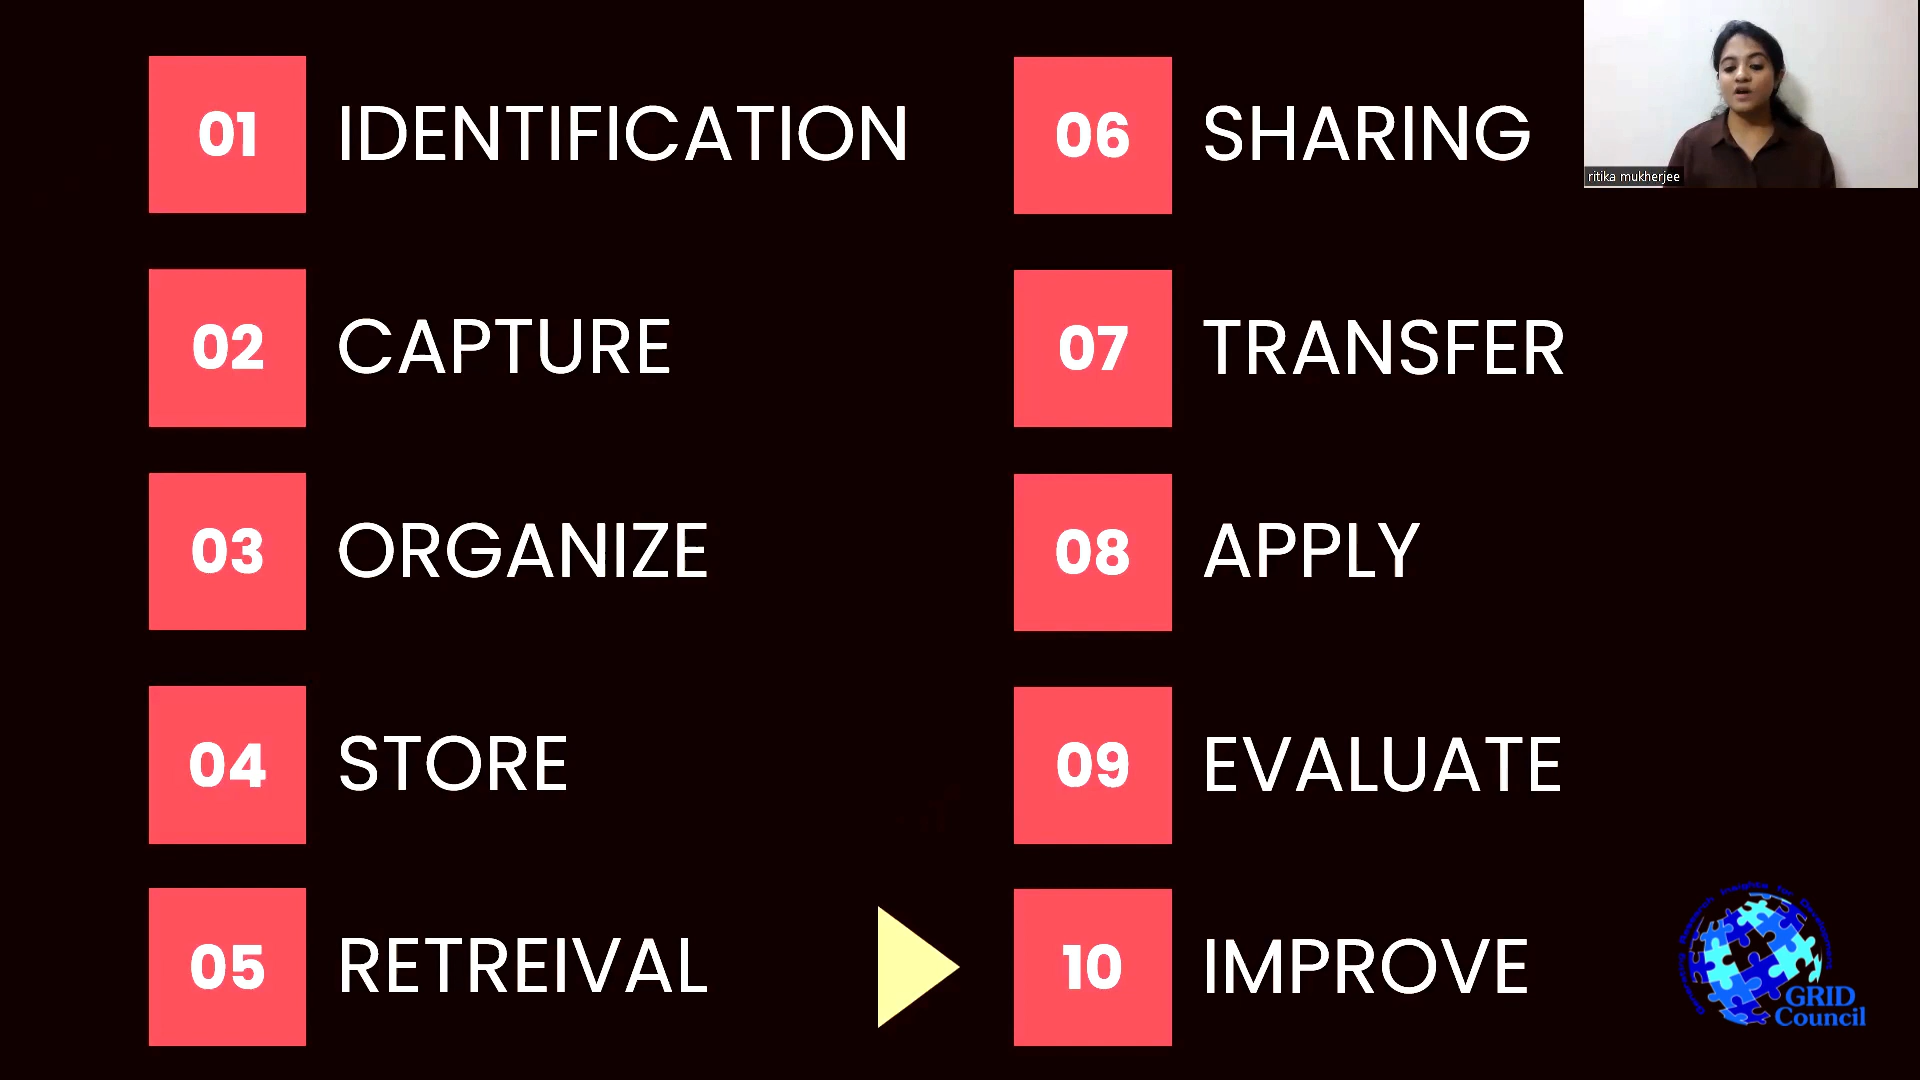 01 IDENTIFICATION
02 CAPTURE
03 ORGANIZE
04 STORE
05 RETREIVAL
06 SHARING
07 TRANSFER
08 APPLY
09 EVALUATE
10 IMPROVE
ritika mukherjee
GRID
Council